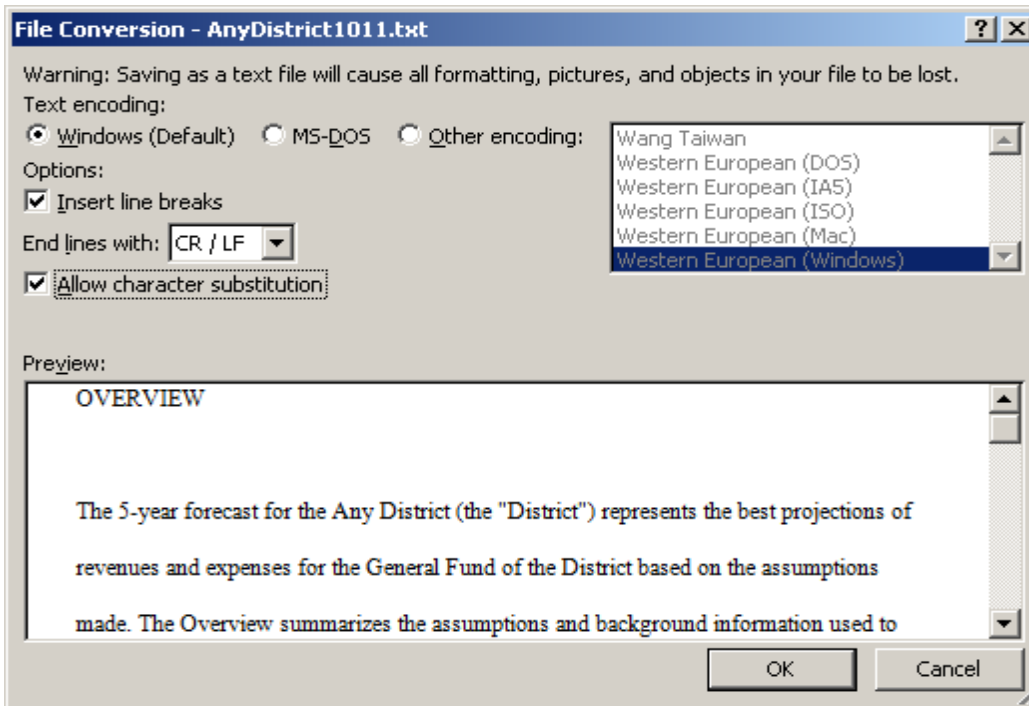 File Conversion - AnyDistrict1011.txt
Warning: Saving as a text file will cause all formatting, pictures, and objects in your file to be lost.
Text encoding:
Windows (Default) MS-DOS Other encoding:
Wang Taiwan
Western European (DOS)
Western European (IA5)
Western European (ISO)
Western European (Mac)
Western European (Windows)
Options:
Insert line breaks
End lines with: CR / LF
Allow character substitution
Preview:
OVERVIEW
The 5-year forecast for the Any District (the "District") represents the best projections of
revenues and expenses for the General Fund of the District based on the assumptions
made. The Overview summarizes the assumptions and background information used to
OK Cancel